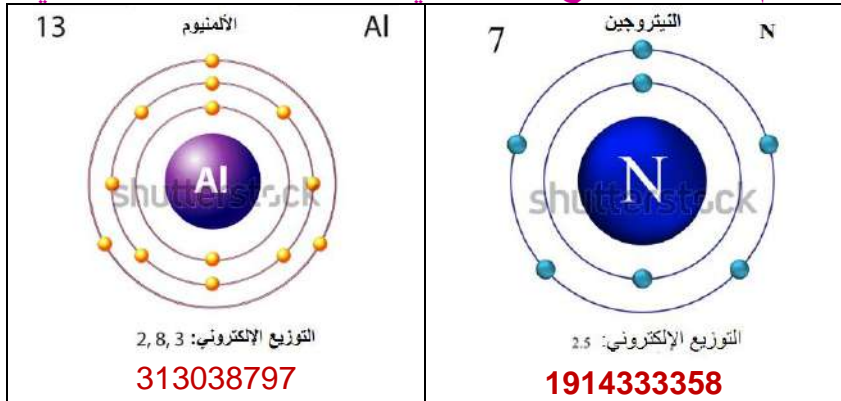 13 الألمنيوم Al
Al
shutterstock
التوزيع الإلكتروني: 2, 8, 3
313038797
7 النيتروجين N
N
shutterstock
التوزيع الإلكتروني: 2.5
1914333358